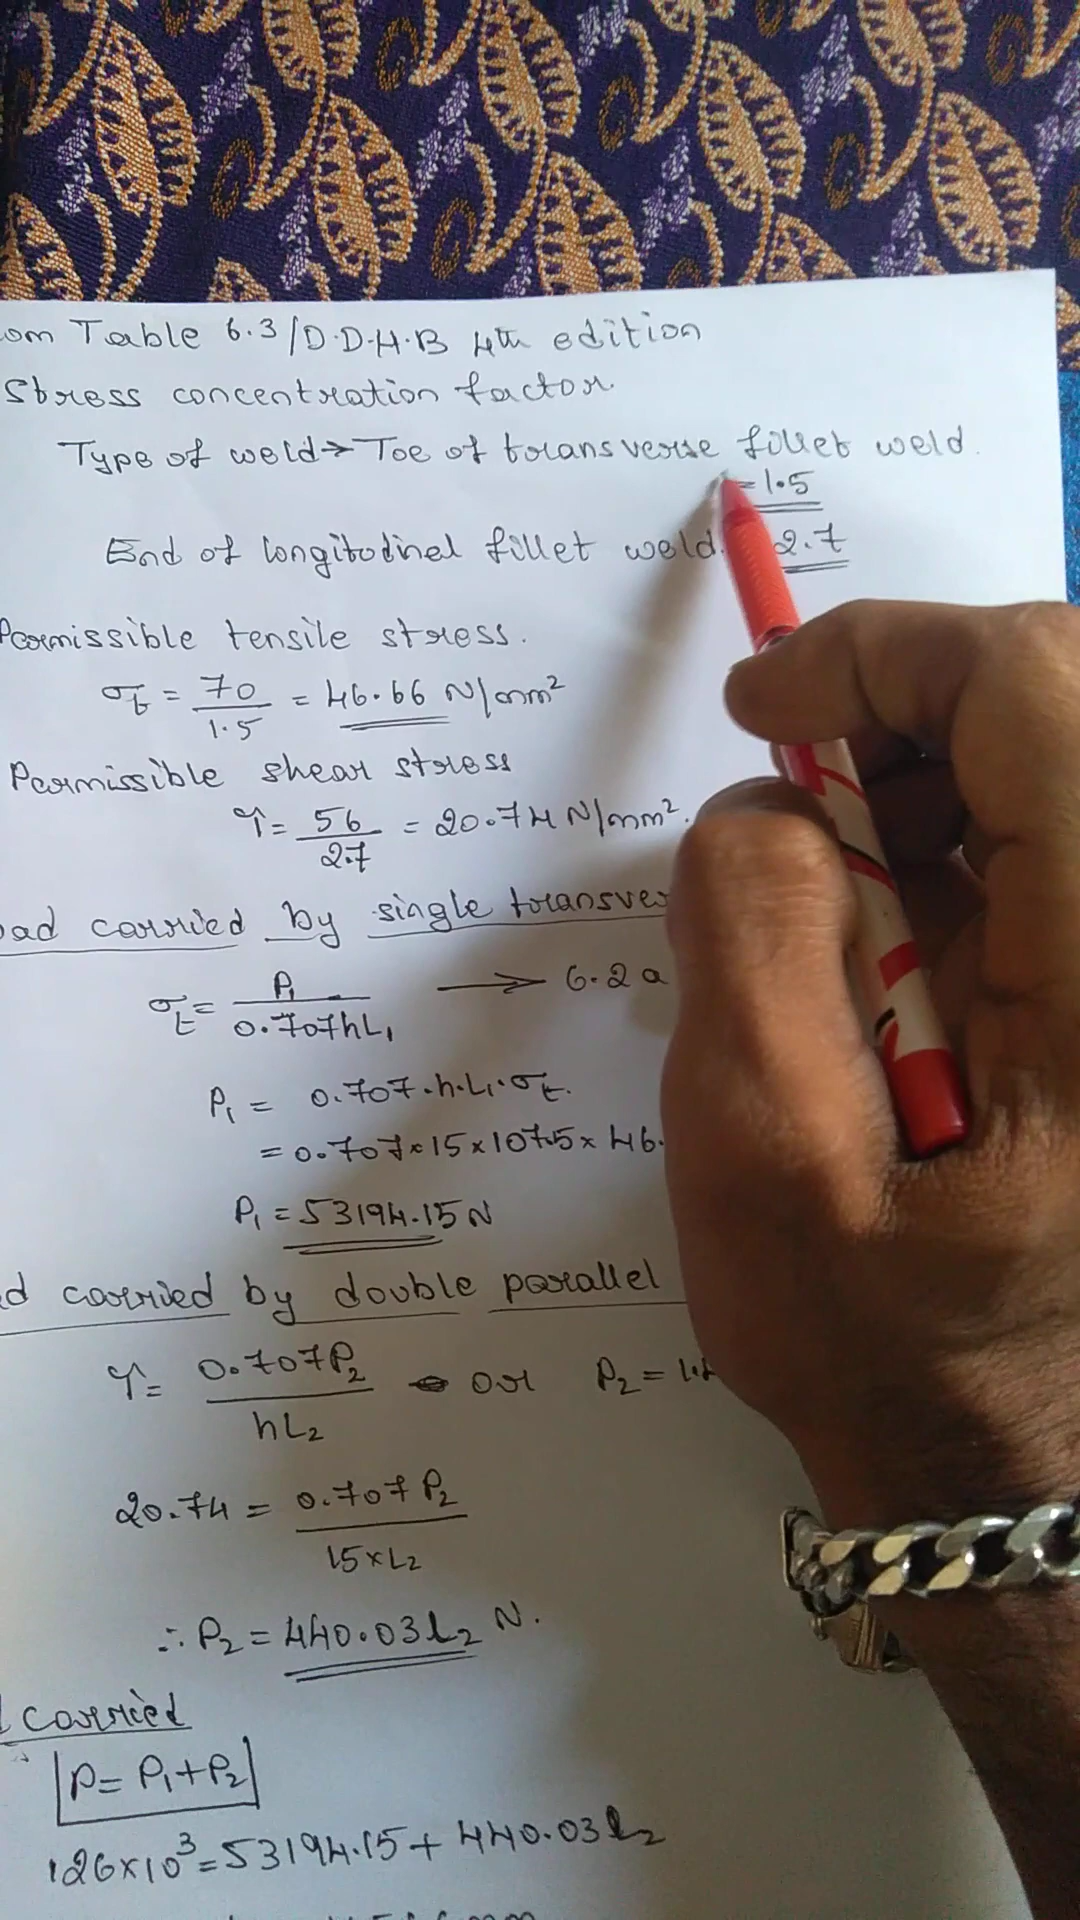 om Table 6.3/D.D.H.B 4th edition
Stress concentration factor.
Type of weld → Toe of transverse fillet weld.
= 1.5
End of longitudinel fillet weld. 2.7
Permissible tensile stress.
σt = 70/1.5 = 46.66 N/mm²
Permissible shear stress
τ = 56/2.7 = 20.74 N/mm².
oad carried by single transver
σt = P₁/0.707hL₁ → 6.2a
P₁ = 0.707.h.L₁.σt.
= 0.707×15×107.5×46.
P₁ = 53194.15 N
d carried by double parallel
τ = 0.707P₂/hL₂ or P₂ = 1.
20.74 = 0.707P₂/15×L₂
∴ P₂ = 440.03 l₂ N.
carried
P = P₁+P₂
126×10³ = 53194.15 + 440.03 l₂